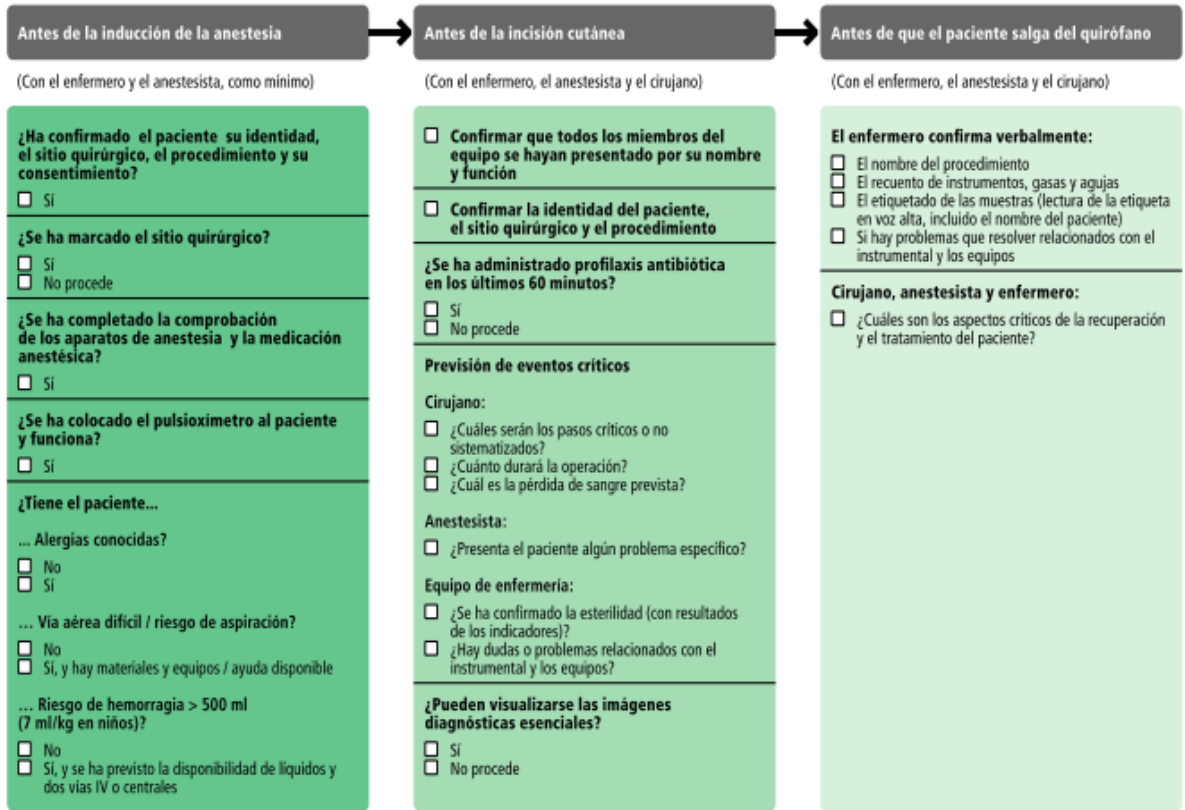 Antes de la inducción de la anestesia
(Con el enfermero y el anestesista, como mínimo)
¿Ha confirmado el paciente su identidad,
el sitio quirúrgico, el procedimiento y su
consentimiento?
Sí
¿Se ha marcado el sitio quirúrgico?
Sí
No procede
¿Se ha completado la comprobación
de los aparatos de anestesia y la medicación
anestésica?
Sí
¿Se ha colocado el pulsioxímetro al paciente
y funciona?
Sí
¿Tiene el paciente...
... Alergias conocidas?
No
Sí
... Vía aérea difícil / riesgo de aspiración?
No
Sí, y hay materiales y equipos / ayuda disponible
... Riesgo de hemorragia > 500 ml
(7 ml/kg en niños)?
No
Sí, y se ha previsto la disponibilidad de líquidos y
dos vías IV o centrales
Antes de la incisión cutánea
(Con el enfermero, el anestesista y el cirujano)
Confirmar que todos los miembros del
equipo se hayan presentado por su nombre
y función
Confirmar la identidad del paciente,
el sitio quirúrgico y el procedimiento
¿Se ha administrado profilaxis antibiótica
en los últimos 60 minutos?
Sí
No procede
Previsión de eventos críticos
Cirujano:
¿Cuáles serán los pasos críticos o no
sistematizados?
¿Cuánto durará la operación?
¿Cuál es la pérdida de sangre prevista?
Anestesista:
¿Presenta el paciente algún problema específico?
Equipo de enfermería:
¿Se ha confirmado la esterilidad (con resultados
de los indicadores)?
¿Hay dudas o problemas relacionados con el
instrumental y los equipos?
¿Pueden visualizarse las imágenes
diagnósticas esenciales?
Sí
No procede
Antes de que el paciente salga del quirófano
(Con el enfermero, el anestesista y el cirujano)
El enfermero confirma verbalmente:
El nombre del procedimiento
El recuento de instrumentos, gasas y agujas
El etiquetado de las muestras (lectura de la etiqueta
en voz alta, incluido el nombre del paciente)
Si hay problemas que resolver relacionados con el
instrumental y los equipos
Cirujano, anestesista y enfermero:
¿Cuáles son los aspectos críticos de la recuperación
y el tratamiento del paciente?